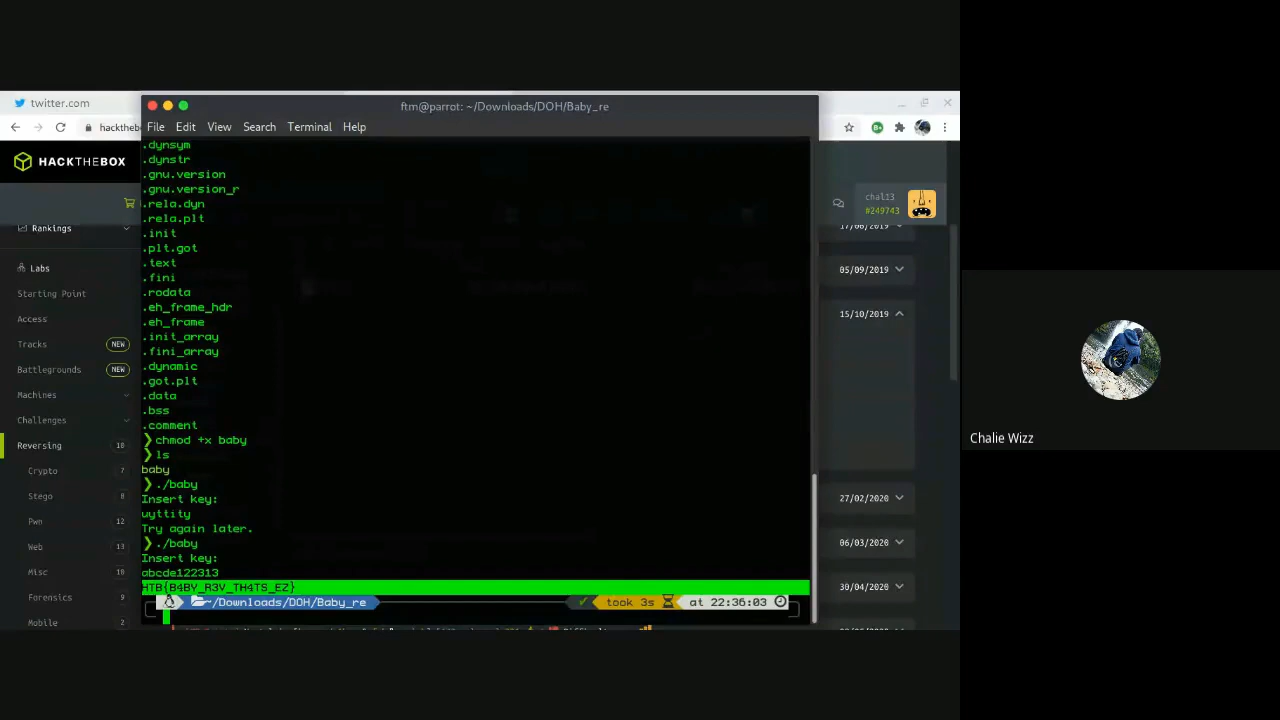 twitter.com
ftm@parrot: ~/Downloads/DOH/Baby_re
hacktheb
File Edit View Search Terminal Help
HACKTHEBOX
chal13
#249743
Rankings
Labs
Starting Point
Access
Tracks NEW
Battlegrounds NEW
Machines
Challenges
Reversing 10
Crypto 7
Stego 8
Pwn 12
Web 13
Misc 10
Forensics 9
Mobile 2
.dynsym
.dynstr
.gnu.version
.gnu.version_r
.rela.dyn
.rela.plt
.init
.plt.got
.text
.fini
.rodata
.eh_frame_hdr
.eh_frame
.init_array
.fini_array
.dynamic
.got.plt
.data
.bss
.comment
❯ chmod +x baby
❯ ls
baby
❯ ./baby
Insert key:
uyttity
Try again later.
❯ ./baby
Insert key:
abcde122313
HTB{B4BY_R3V_TH4TS_EZ}
~/Downloads/DOH/Baby_re ✓ took 3s at 22:36:03
05/09/2019
15/10/2019
27/02/2020
06/03/2020
30/04/2020
Chalie Wizz